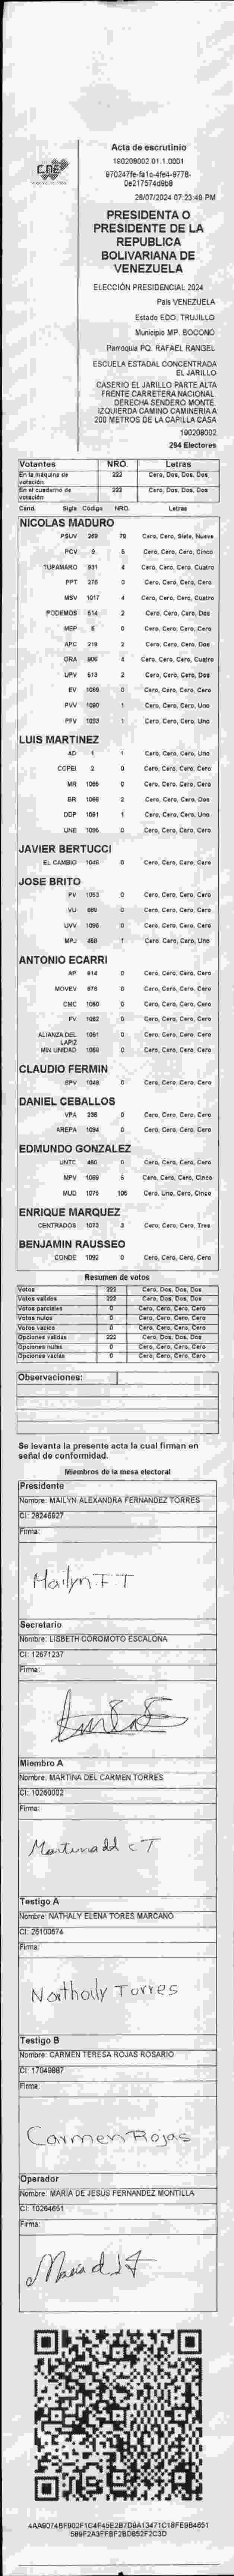 CNE
Acta de escrutinio
190209002.01.1.0001
970247fe-fa1c-4fe4-9778-
0e217574d9b8
28/07/2024 07:23:49 PM
PRESIDENTA O
PRESIDENTE DE LA
REPUBLICA
BOLIVARIANA DE
VENEZUELA
ELECCIÓN PRESIDENCIAL 2024
País VENEZUELA
Estado EDO. TRUJILLO
Municipio MP. BOCONO
Parroquia PQ. RAFAEL RANGEL
ESCUELA ESTADAL CONCENTRADA
EL JARILLO
CASERIO EL JARILLO PARTE ALTA
FRENTE CARRETERA NACIONAL.
DERECHA SENDERO MONTE.
IZQUIERDA CAMINO CAMINERIA A
200 METROS DE LA CAPILLA CASA
190209002
294 Electores
Votantes NRO. Letras
En la máquina de votación 222 Cero, Dos, Dos, Dos
En el cuaderno de votación 222 Cero, Dos, Dos, Dos
Cand. Sigla Código NRO. Letras
NICOLAS MADURO
PSUV 269 79 Cero, Cero, Siete, Nueve
PCV 9 5 Cero, Cero, Cero, Cinco
TUPAMARO 931 4 Cero, Cero, Cero, Cuatro
PPT 276 0 Cero, Cero, Cero, Cero
MSV 1017 4 Cero, Cero, Cero, Cuatro
PODEMOS 514 2 Cero, Cero, Cero, Dos
MEP 6 0 Cero, Cero, Cero, Cero
APC 219 2 Cero, Cero, Cero, Dos
ORA 906 4 Cero, Cero, Cero, Cuatro
UPV 513 2 Cero, Cero, Cero, Dos
EV 1089 0 Cero, Cero, Cero, Cero
PVV 1090 1 Cero, Cero, Cero, Uno
PFV 1093 1 Cero, Cero, Cero, Uno
LUIS MARTINEZ
AD 1 1 Cero, Cero, Cero, Uno
COPEI 2 0 Cero, Cero, Cero, Cero
MR 1065 0 Cero, Cero, Cero, Cero
BR 1066 2 Cero, Cero, Cero, Dos
DDP 1091 1 Cero, Cero, Cero, Uno
UNE 1095 0 Cero, Cero, Cero, Cero
JAVIER BERTUCCI
EL CAMBIO 1046 0 Cero, Cero, Cero, Cero
JOSE BRITO
PV 1053 0 Cero, Cero, Cero, Cero
VU 0 Cero, Cero, Cero, Cero
UVV 1096 0 Cero, Cero, Cero, Cero
MPJ 458 1 Cero, Cero, Cero, Uno
ANTONIO ECARRI
AP 614 0 Cero, Cero, Cero, Cero
MOVEV 678 0 Cero, Cero, Cero, Cero
CMC 1060 0 Cero, Cero, Cero, Cero
FV 1062 0 Cero, Cero, Cero, Cero
ALIANZA DEL LAPIZ 1051 0 Cero, Cero, Cero, Cero
MIN UNIDAD 1056 0 Cero, Cero, Cero, Cero
CLAUDIO FERMIN
SPV 1048 0 Cero, Cero, Cero, Cero
DANIEL CEBALLOS
VPA 236 0 Cero, Cero, Cero, Cero
AREPA 1094 0 Cero, Cero, Cero, Cero
EDMUNDO GONZALEZ
UNTC 460 0 Cero, Cero, Cero, Cero
MPV 1069 5 Cero, Cero, Cero, Cinco
MUD 1075 105 Cero, Uno, Cero, Cinco
ENRIQUE MARQUEZ
CENTRADOS 1073 3 Cero, Cero, Cero, Tres
BENJAMIN RAUSSEO
CONDE 1092 0 Cero, Cero, Cero, Cero
Resumen de votos
Votos 222 Cero, Dos, Dos, Dos
Votos validos 222 Cero, Dos, Dos, Dos
Votos parciales 0 Cero, Cero, Cero, Cero
Votos nulos 0 Cero, Cero, Cero, Cero
Votos vacios 0 Cero, Cero, Cero, Cero
Opciones validas 222 Cero, Dos, Dos, Dos
Opciones nulas 0 Cero, Cero, Cero, Cero
Opciones vacias 0 Cero, Cero, Cero, Cero
Observaciones:
Se levanta la presente acta la cual firman en
señal de conformidad.
Miembros de la mesa electoral
Presidente
Nombre: MAILYN ALEXANDRA FERNANDEZ TORRES
CI: 28246927
Firma:
Mailyn F T
Secretario
Nombre: LISBETH COROMOTO ESCALONA
CI: 12671237
Firma:
Miembro A
Nombre: MARTINA DEL CARMEN TORRES
CI: 10260002
Firma:
Martina del C T
Testigo A
Nombre: NATHALY ELENA TORES MARCANO
CI: 26100674
Firma:
Nathaly Torres
Testigo B
Nombre: CARMEN TERESA ROJAS ROSARIO
CI: 17049887
Firma:
Carmen Rojas
Operador
Nombre: MARIA DE JESUS FERNANDEZ MONTILLA
CI: 10264651
Firma:
Maria d J F
4AA9074BF902F1C4F45E2B7D9A13471C18FE9B4651
589F2A3FFBF2BD852F2C3D